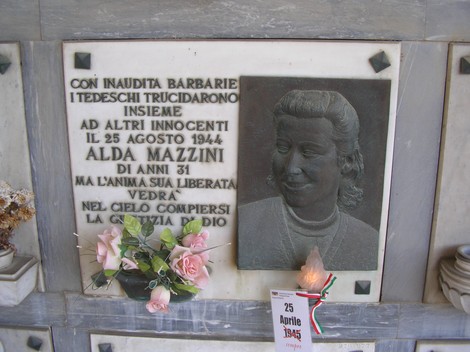 CON INAUDITA BARBARIE
I TEDESCHI TRUCIDARONO
INSIEME
AD ALTRI INNOCENTI
IL 25 AGOSTO 1944
ALDA MAZZINI
DI ANNI 31
MA L'ANIMA SUA LIBERATA
VEDRA'
NEL CIELO COMPIERSI
LA GIUSTIZIA DI DIO
25
Aprile
1945